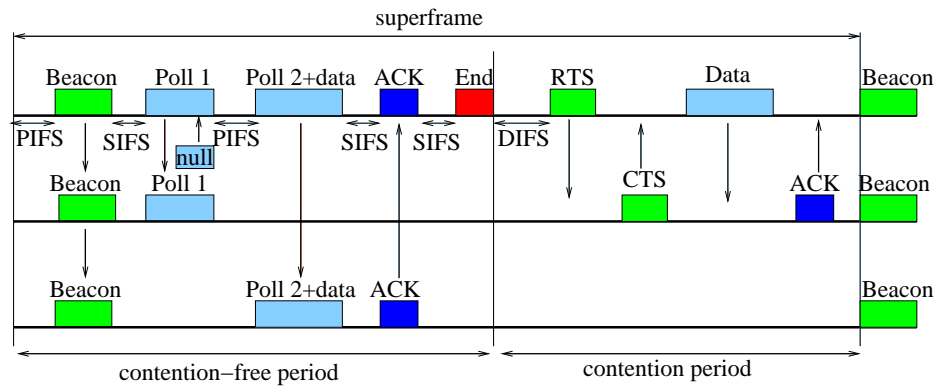 superframe
Beacon Poll 1 Poll 2+data ACK End RTS Data Beacon
PIFS SIFS PIFS SIFS SIFS DIFS
null
Beacon Poll 1 CTS ACK Beacon
Beacon Poll 2+data ACK Beacon
contention−free period contention period